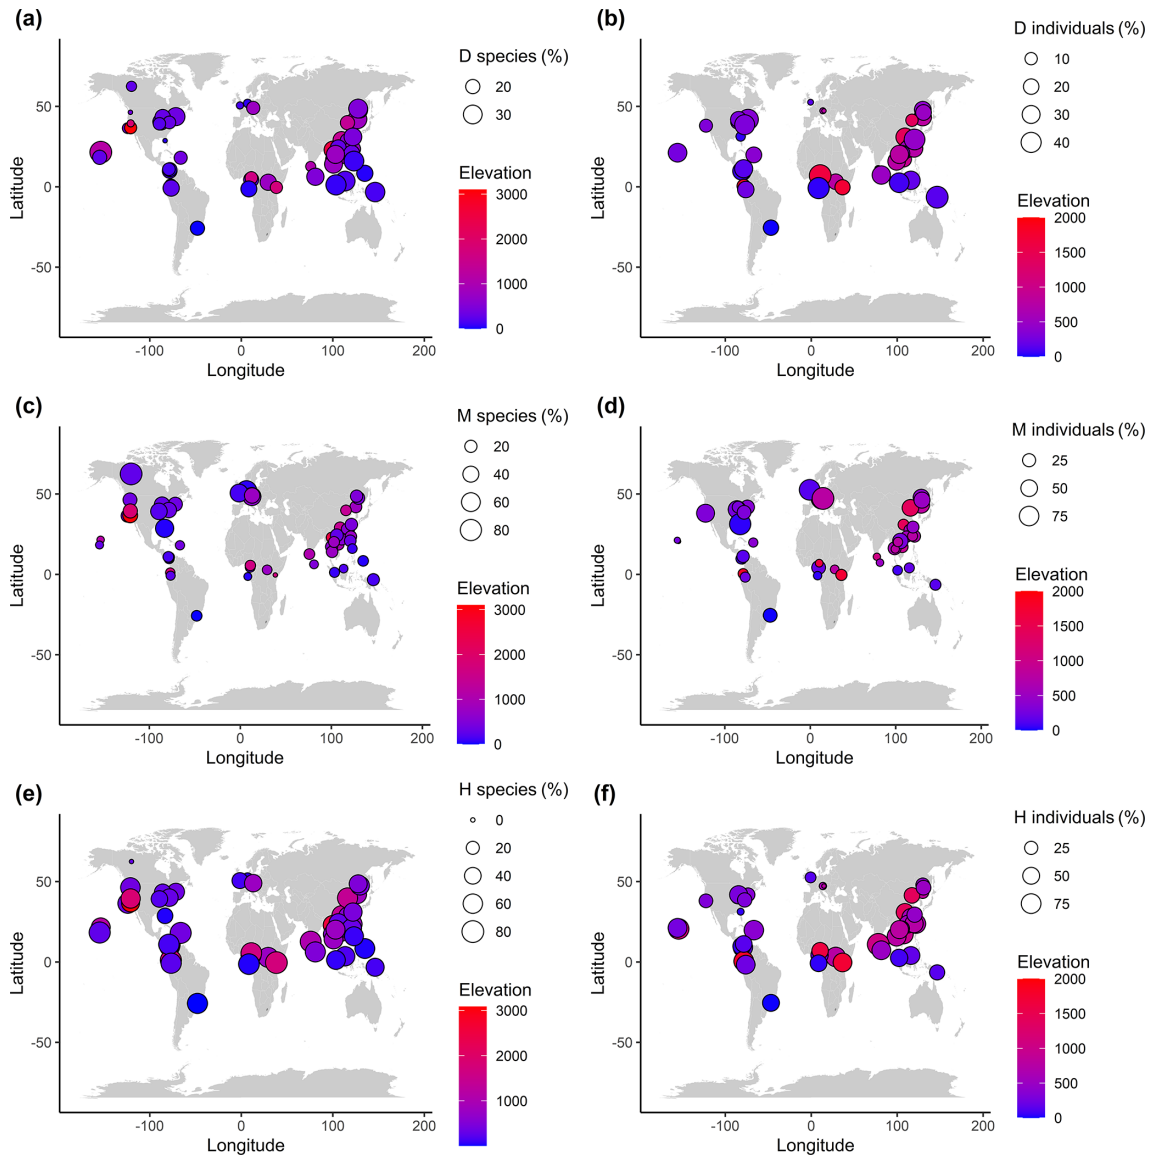 (a)
D species (%)
20
30
Elevation
3000
2000
1000
0
Latitude
50
0
-50
-100
0
100
200
Longitude
(b)
D individuals (%)
10
20
30
40
Elevation
2000
1500
1000
500
0
Latitude
50
0
-50
-100
0
100
200
Longitude
(c)
M species (%)
20
40
60
80
Elevation
3000
2000
1000
0
Latitude
50
0
-50
-100
0
100
200
Longitude
(d)
M individuals (%)
25
50
75
Elevation
2000
1500
1000
500
0
Latitude
50
0
-50
-100
0
100
200
Longitude
(e)
H species (%)
0
20
40
60
80
Elevation
3000
2000
1000
Latitude
50
0
-50
-100
0
100
200
Longitude
(f)
H individuals (%)
25
50
75
Elevation
2000
1500
1000
500
0
Latitude
50
0
-50
-100
0
100
200
Longitude